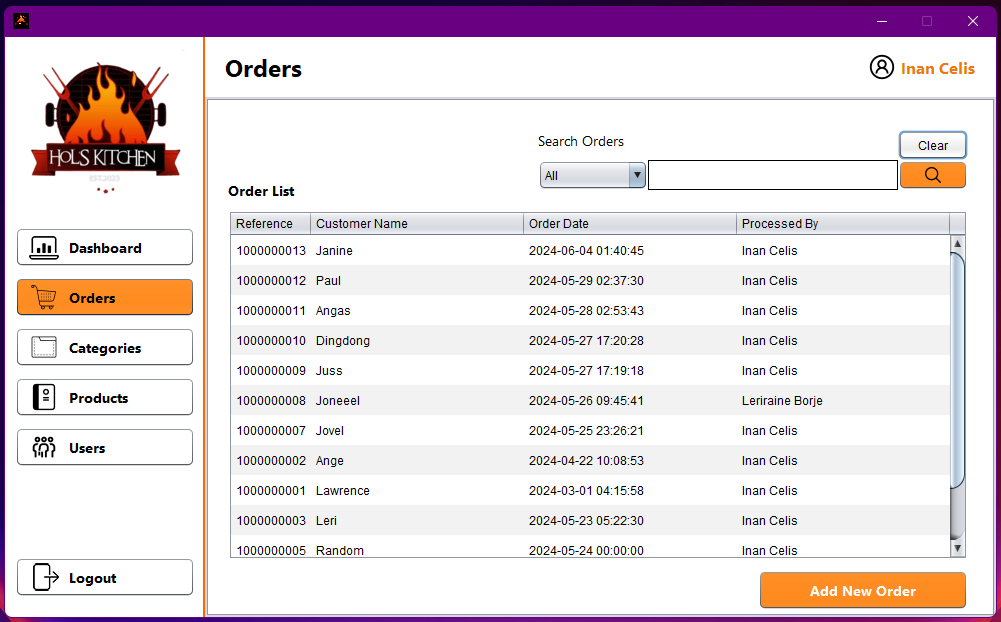 HOL'S KITCHEN
Dashboard
Orders
Categories
Products
Users
Logout
Orders
Inan Celis
Search Orders
Clear
All
Order List
Reference Customer Name Order Date Processed By
1000000013 Janine 2024-06-04 01:40:45 Inan Celis
1000000012 Paul 2024-05-29 02:37:30 Inan Celis
1000000011 Angas 2024-05-28 02:53:43 Inan Celis
1000000010 Dingdong 2024-05-27 17:20:28 Inan Celis
1000000009 Juss 2024-05-27 17:19:18 Inan Celis
1000000008 Joneeel 2024-05-26 09:45:41 Leriraine Borje
1000000007 Jovel 2024-05-25 23:26:21 Inan Celis
1000000002 Ange 2024-04-22 10:08:53 Inan Celis
1000000001 Lawrence 2024-03-01 04:15:58 Inan Celis
1000000003 Leri 2024-05-23 05:22:30 Inan Celis
1000000005 Random 2024-05-24 00:00:00 Inan Celis
Add New Order